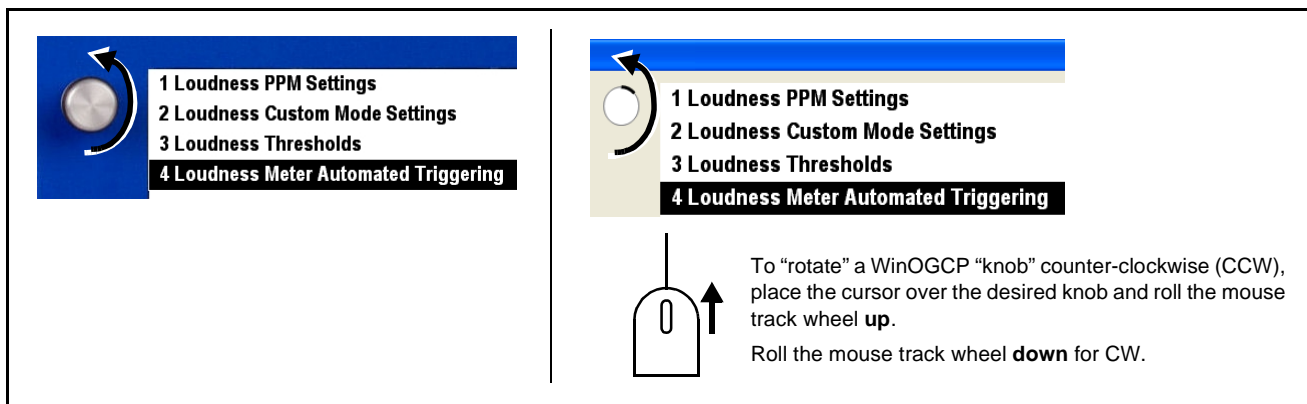 1 Loudness PPM Settings
2 Loudness Custom Mode Settings
3 Loudness Thresholds
4 Loudness Meter Automated Triggering
1 Loudness PPM Settings
2 Loudness Custom Mode Settings
3 Loudness Thresholds
4 Loudness Meter Automated Triggering
To “rotate” a WinOGCP “knob” counter-clockwise (CCW),
place the cursor over the desired knob and roll the mouse
track wheel up.
Roll the mouse track wheel down for CW.